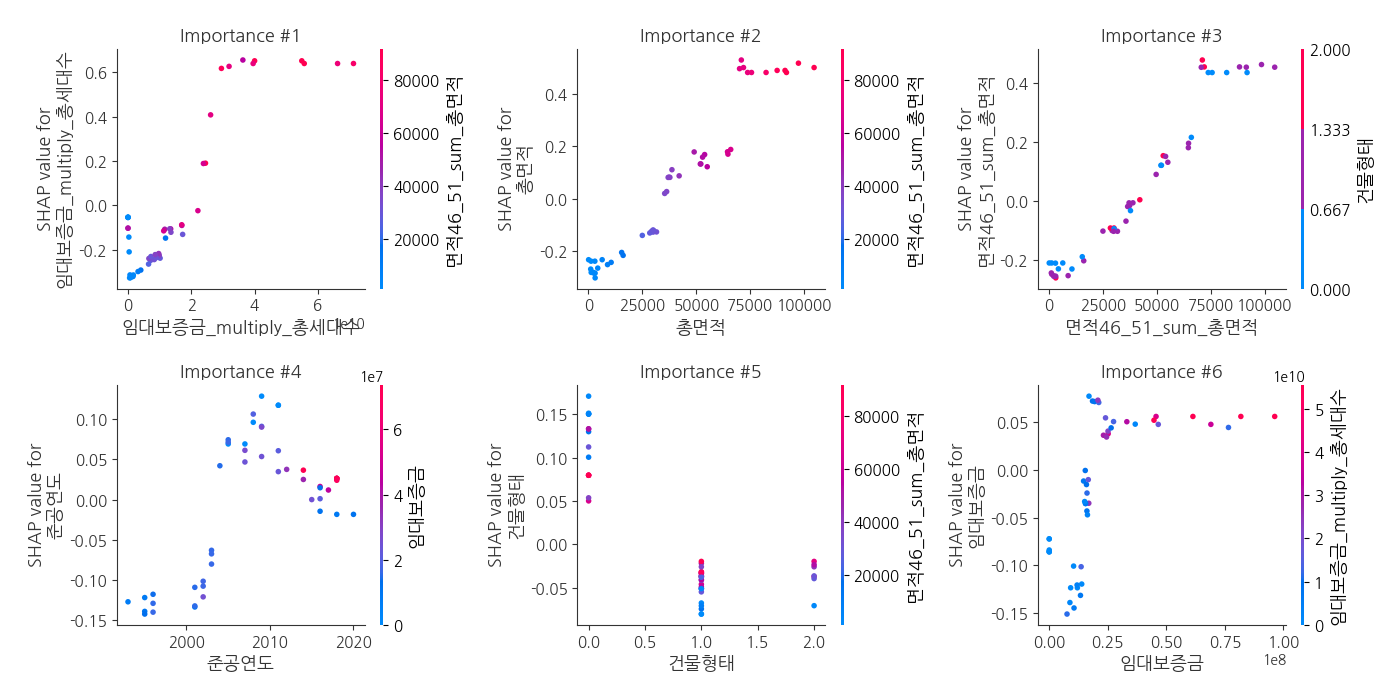 Importance #1
SHAP value for
임대보증금_multiply_총세대수
0.6
0.4
0.2
0.0
-0.2
0
2
4
6
1e10
임대보증금_multiply_총세대수
80000
60000
40000
20000
면적46_51_sum_총면적
Importance #2
SHAP value for
총면적
0.4
0.2
0.0
-0.2
0
25000
50000
75000
100000
총면적
80000
60000
40000
20000
면적46_51_sum_총면적
Importance #3
SHAP value for
면적46_51_sum_총면적
0.4
0.2
0.0
-0.2
0
25000
50000
75000
100000
면적46_51_sum_총면적
2.000
1.333
0.667
0.000
건물형태
Importance #4
SHAP value for
준공연도
0.10
0.05
0.00
-0.05
-0.10
-0.15
2000
2010
2020
준공연도
1e7
6
4
2
0
임대보증금
Importance #5
SHAP value for
건물형태
0.15
0.10
0.05
0.00
-0.05
0.0
0.5
1.0
1.5
2.0
건물형태
80000
60000
40000
20000
면적46_51_sum_총면적
Importance #6
SHAP value for
임대보증금
0.05
0.00
-0.05
-0.10
-0.15
0.00
0.25
0.50
0.75
1.00
1e8
임대보증금
1e10
5
4
3
2
1
0
임대보증금_multiply_총세대수